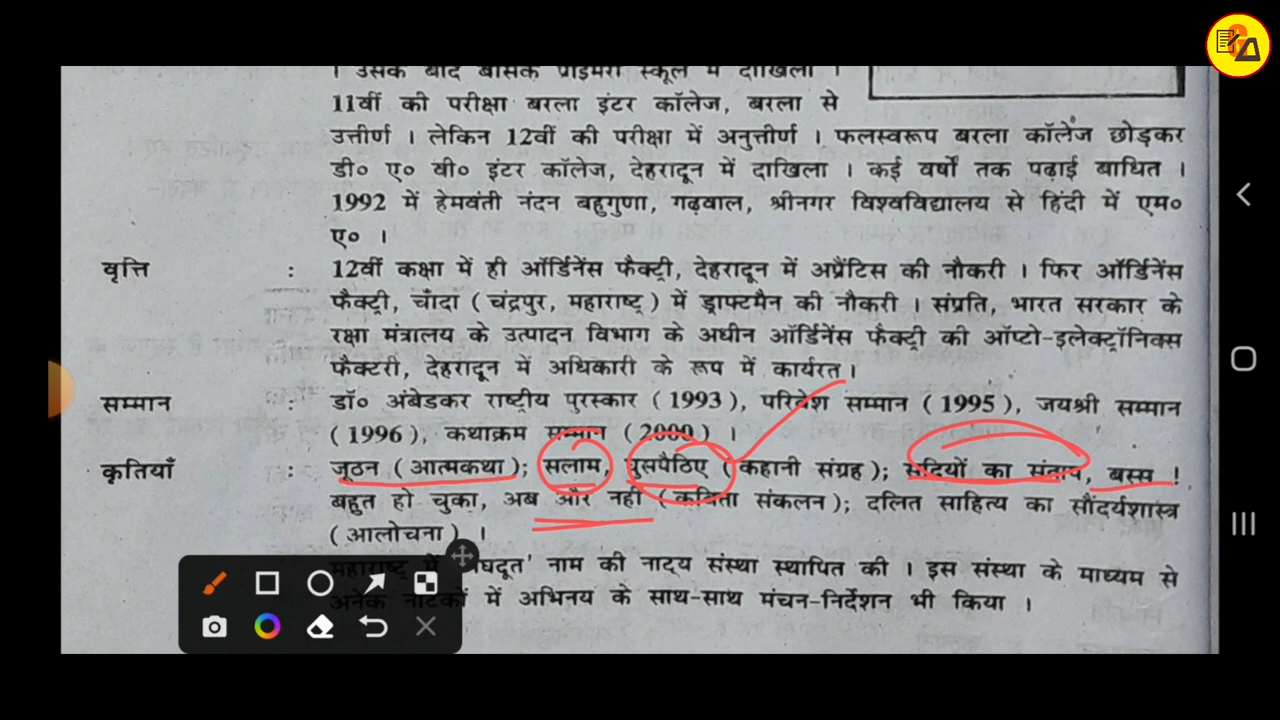 । उसके बाद बेसिक प्राइमरी स्कूल में दाखिला ।
11वीं की परीक्षा बरला इंटर कॉलेज, बरला से
उत्तीर्ण । लेकिन 12वीं की परीक्षा में अनुत्तीर्ण । फलस्वरूप बरला कॉलेज छोड़कर
डी० ए० वी० इंटर कॉलेज, देहरादून में दाखिला । कई वर्षों तक पढ़ाई बाधित ।
1992 में हेमवंती नंदन बहुगुणा, गढ़वाल, श्रीनगर विश्वविद्यालय से हिंदी में एम०
ए० ।
वृत्ति : 12वीं कक्षा में ही ऑर्डिनेंस फैक्ट्री, देहरादून में अप्रैंटिस की नौकरी । फिर ऑर्डिनेंस
फैक्ट्री, चाँदा ( चंद्रपुर, महाराष्ट्र ) में ड्राफ्टमैन की नौकरी । संप्रति, भारत सरकार के
रक्षा मंत्रालय के उत्पादन विभाग के अधीन ऑर्डिनेंस फैक्ट्री की ऑप्टो-इलेक्ट्रॉनिक्स
फैक्टरी, देहरादून में अधिकारी के रूप में कार्यरत ।
सम्मान : डॉ० अंबेडकर राष्ट्रीय पुरस्कार ( 1993 ), परिवेश सम्मान ( 1995 ), जयश्री सम्मान
( 1996 ), कथाक्रम सम्मान ( 2000 ) ।
कृतियाँ : जूठन ( आत्मकथा ); सलाम, घुसपैठिए ( कहानी संग्रह ); सदियों का संताप, बस्स !
बहुत हो चुका, अब और नहीं ( कविता संकलन ); दलित साहित्य का सौंदर्यशास्त्र
( आलोचना ) ।
महाराष्ट्र में 'मेघदूत' नाम की नाट्य संस्था स्थापित की । इस संस्था के माध्यम से
अनेक नाटकों में अभिनय के साथ-साथ मंचन-निर्देशन भी किया ।